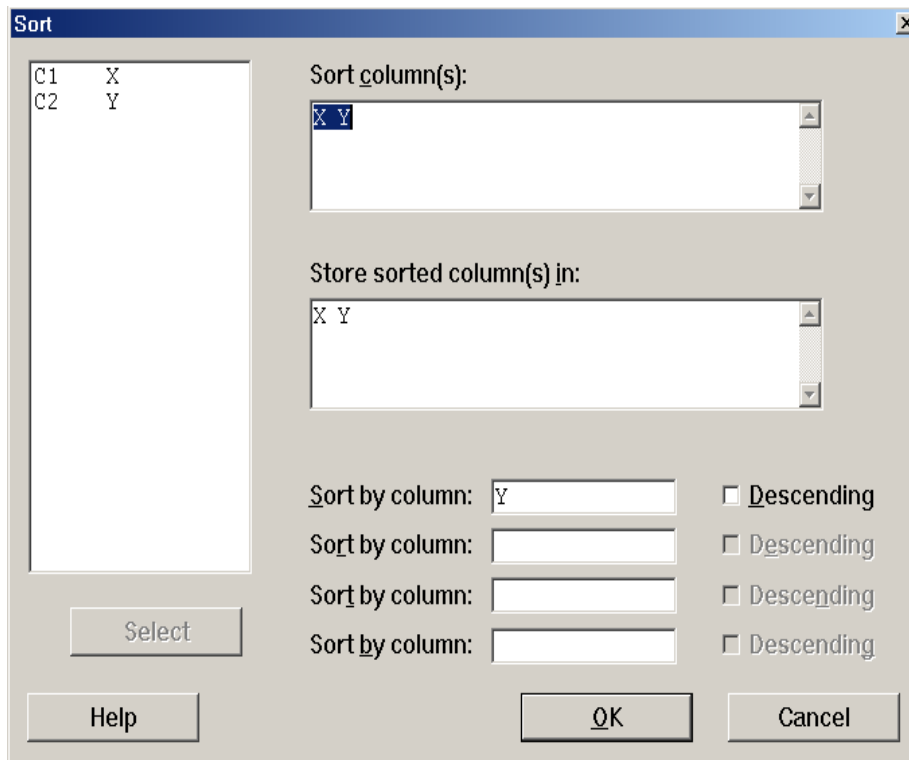 Sort
C1 X
C2 Y
Sort column(s):
X Y
Store sorted column(s) in:
X Y
Sort by column: Y Descending
Sort by column: Descending
Sort by column: Descending
Sort by column: Descending
Select
Help OK Cancel